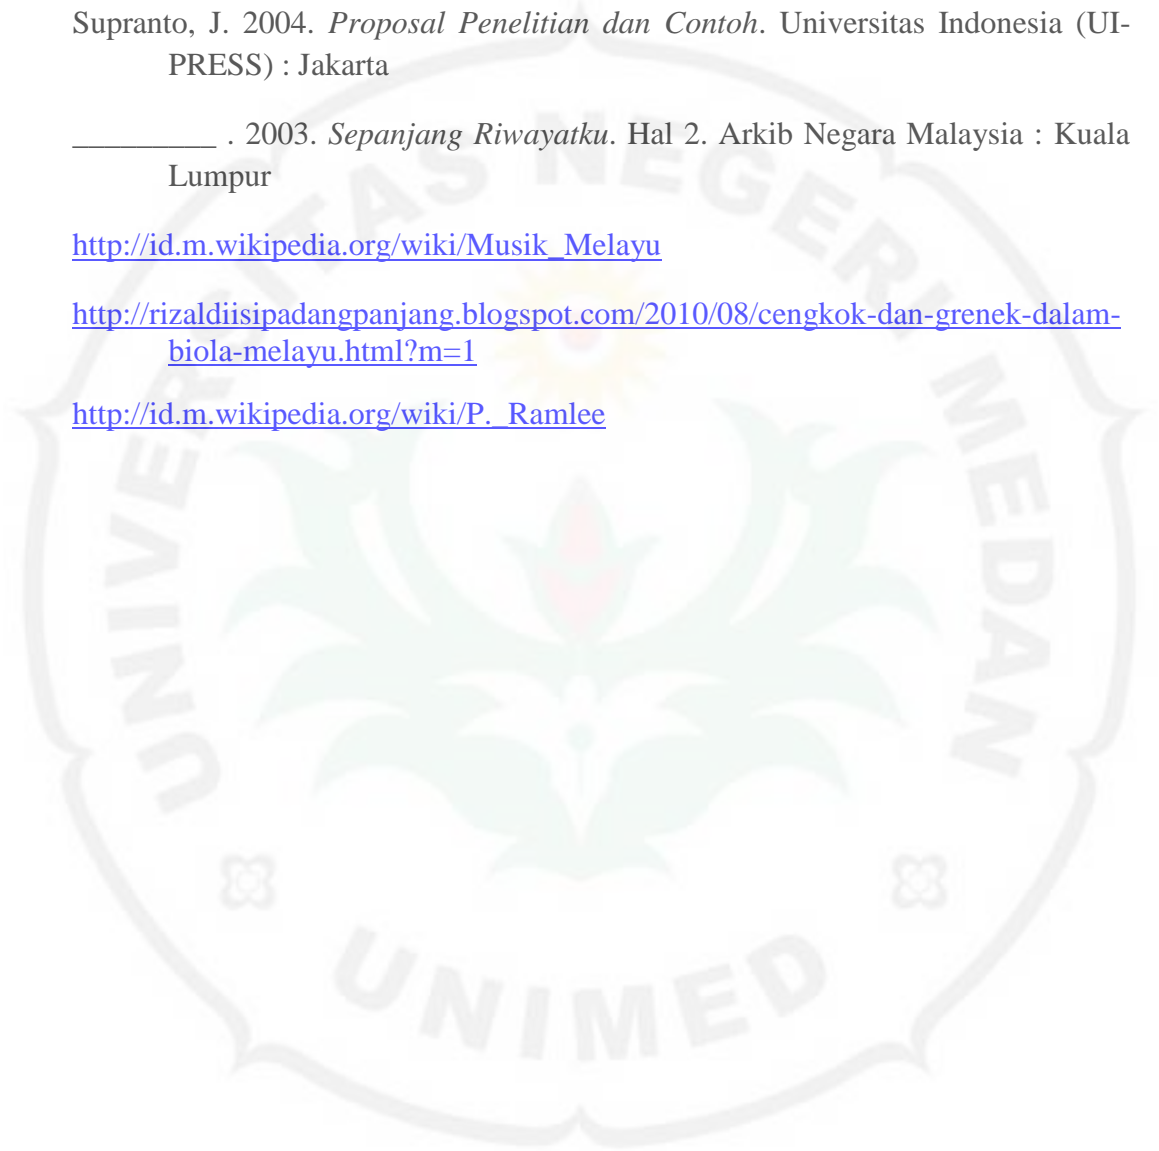 Supranto, J. 2004. Proposal Penelitian dan Contoh. Universitas Indonesia (UI-
PRESS) : Jakarta
_________ . 2003. Sepanjang Riwayatku. Hal 2. Arkib Negara Malaysia : Kuala
Lumpur
http://id.m.wikipedia.org/wiki/Musik_Melayu
http://rizaldiisipadangpanjang.blogspot.com/2010/08/cengkok-dan-grenek-dalam-
biola-melayu.html?m=1
http://id.m.wikipedia.org/wiki/P._Ramlee
UNIVERSITAS NEGERI MEDAN
UNIMED